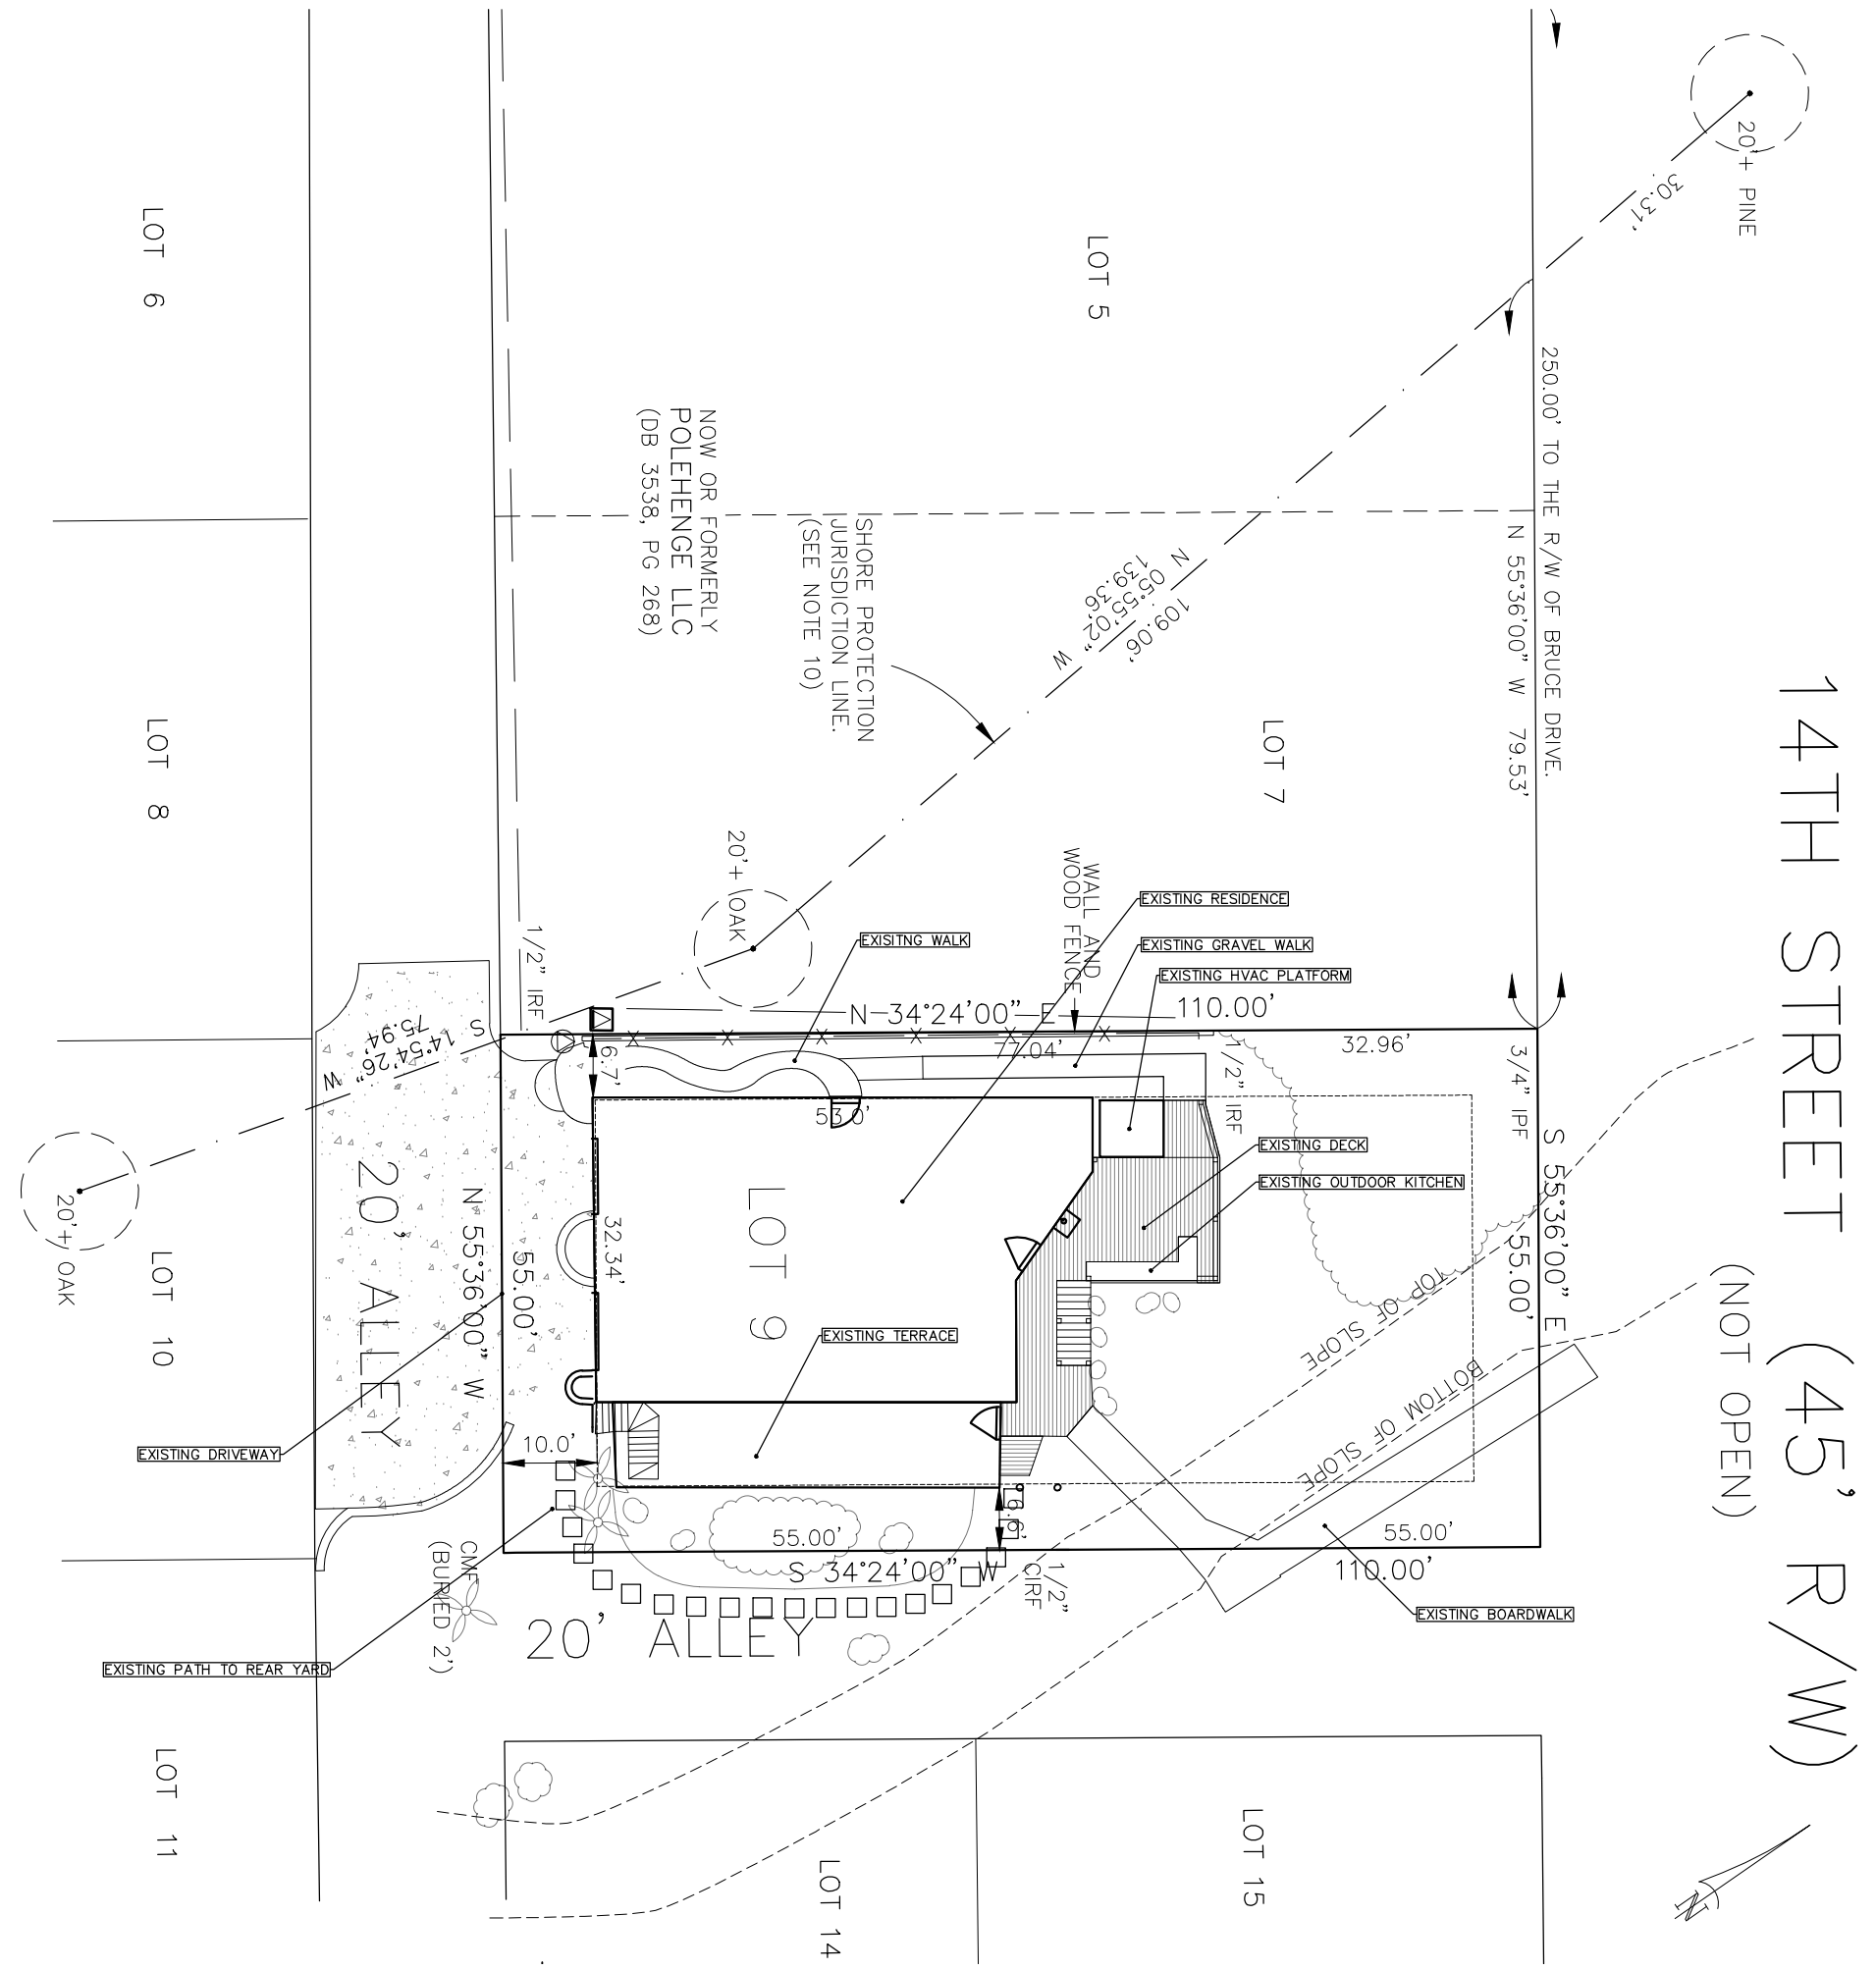 20'+ PINE
30.31'
LOT 6
LOT 5
250.00' TO THE R/W OF BRUCE DRIVE.
N 55°36'00" W 79.53'
14TH STREET (45' R/W)
(NOT OPEN)
NOW OR FORMERLY
POLEHENGE LLC
(DB 3538, PG 268)
SHORE PROTECTION
JURISDICTION LINE.
(SEE NOTE 10)
N 05°55'02" W
139.36'
109.06'
LOT 7
LOT 8
20'+ OAK
WALL AND
WOOD FENCE
EXISTING RESIDENCE
EXISITNG WALK
EXISTING GRAVEL WALK
EXISTING HVAC PLATFORM
1/2" IRF
N 34°24'00" E
110.00'
77.04'
32.96'
1/2" IRF
3/4" IPF
S 14°54'26" W
75.94'
6.7'
53.0'
EXISTING DECK
EXISTING OUTDOOR KITCHEN
S 55°36'00" E
55.00'
20'+ OAK
LOT 10
20' ALLEY
N 55°36'00" W
55.00'
32.34'
LOT 9
EXISTING TERRACE
TOP OF SLOPE
BOTTOM OF SLOPE
EXISTING DRIVEWAY
10.0'
6.6'
55.00'
55.00'
S 34°24'00" W
110.00'
1/2"
CIRF
CMF
(BURIED 2')
20' ALLEY
EXISTING BOARDWALK
EXISTING PATH TO REAR YARD
LOT 11
LOT 14
LOT 15
N